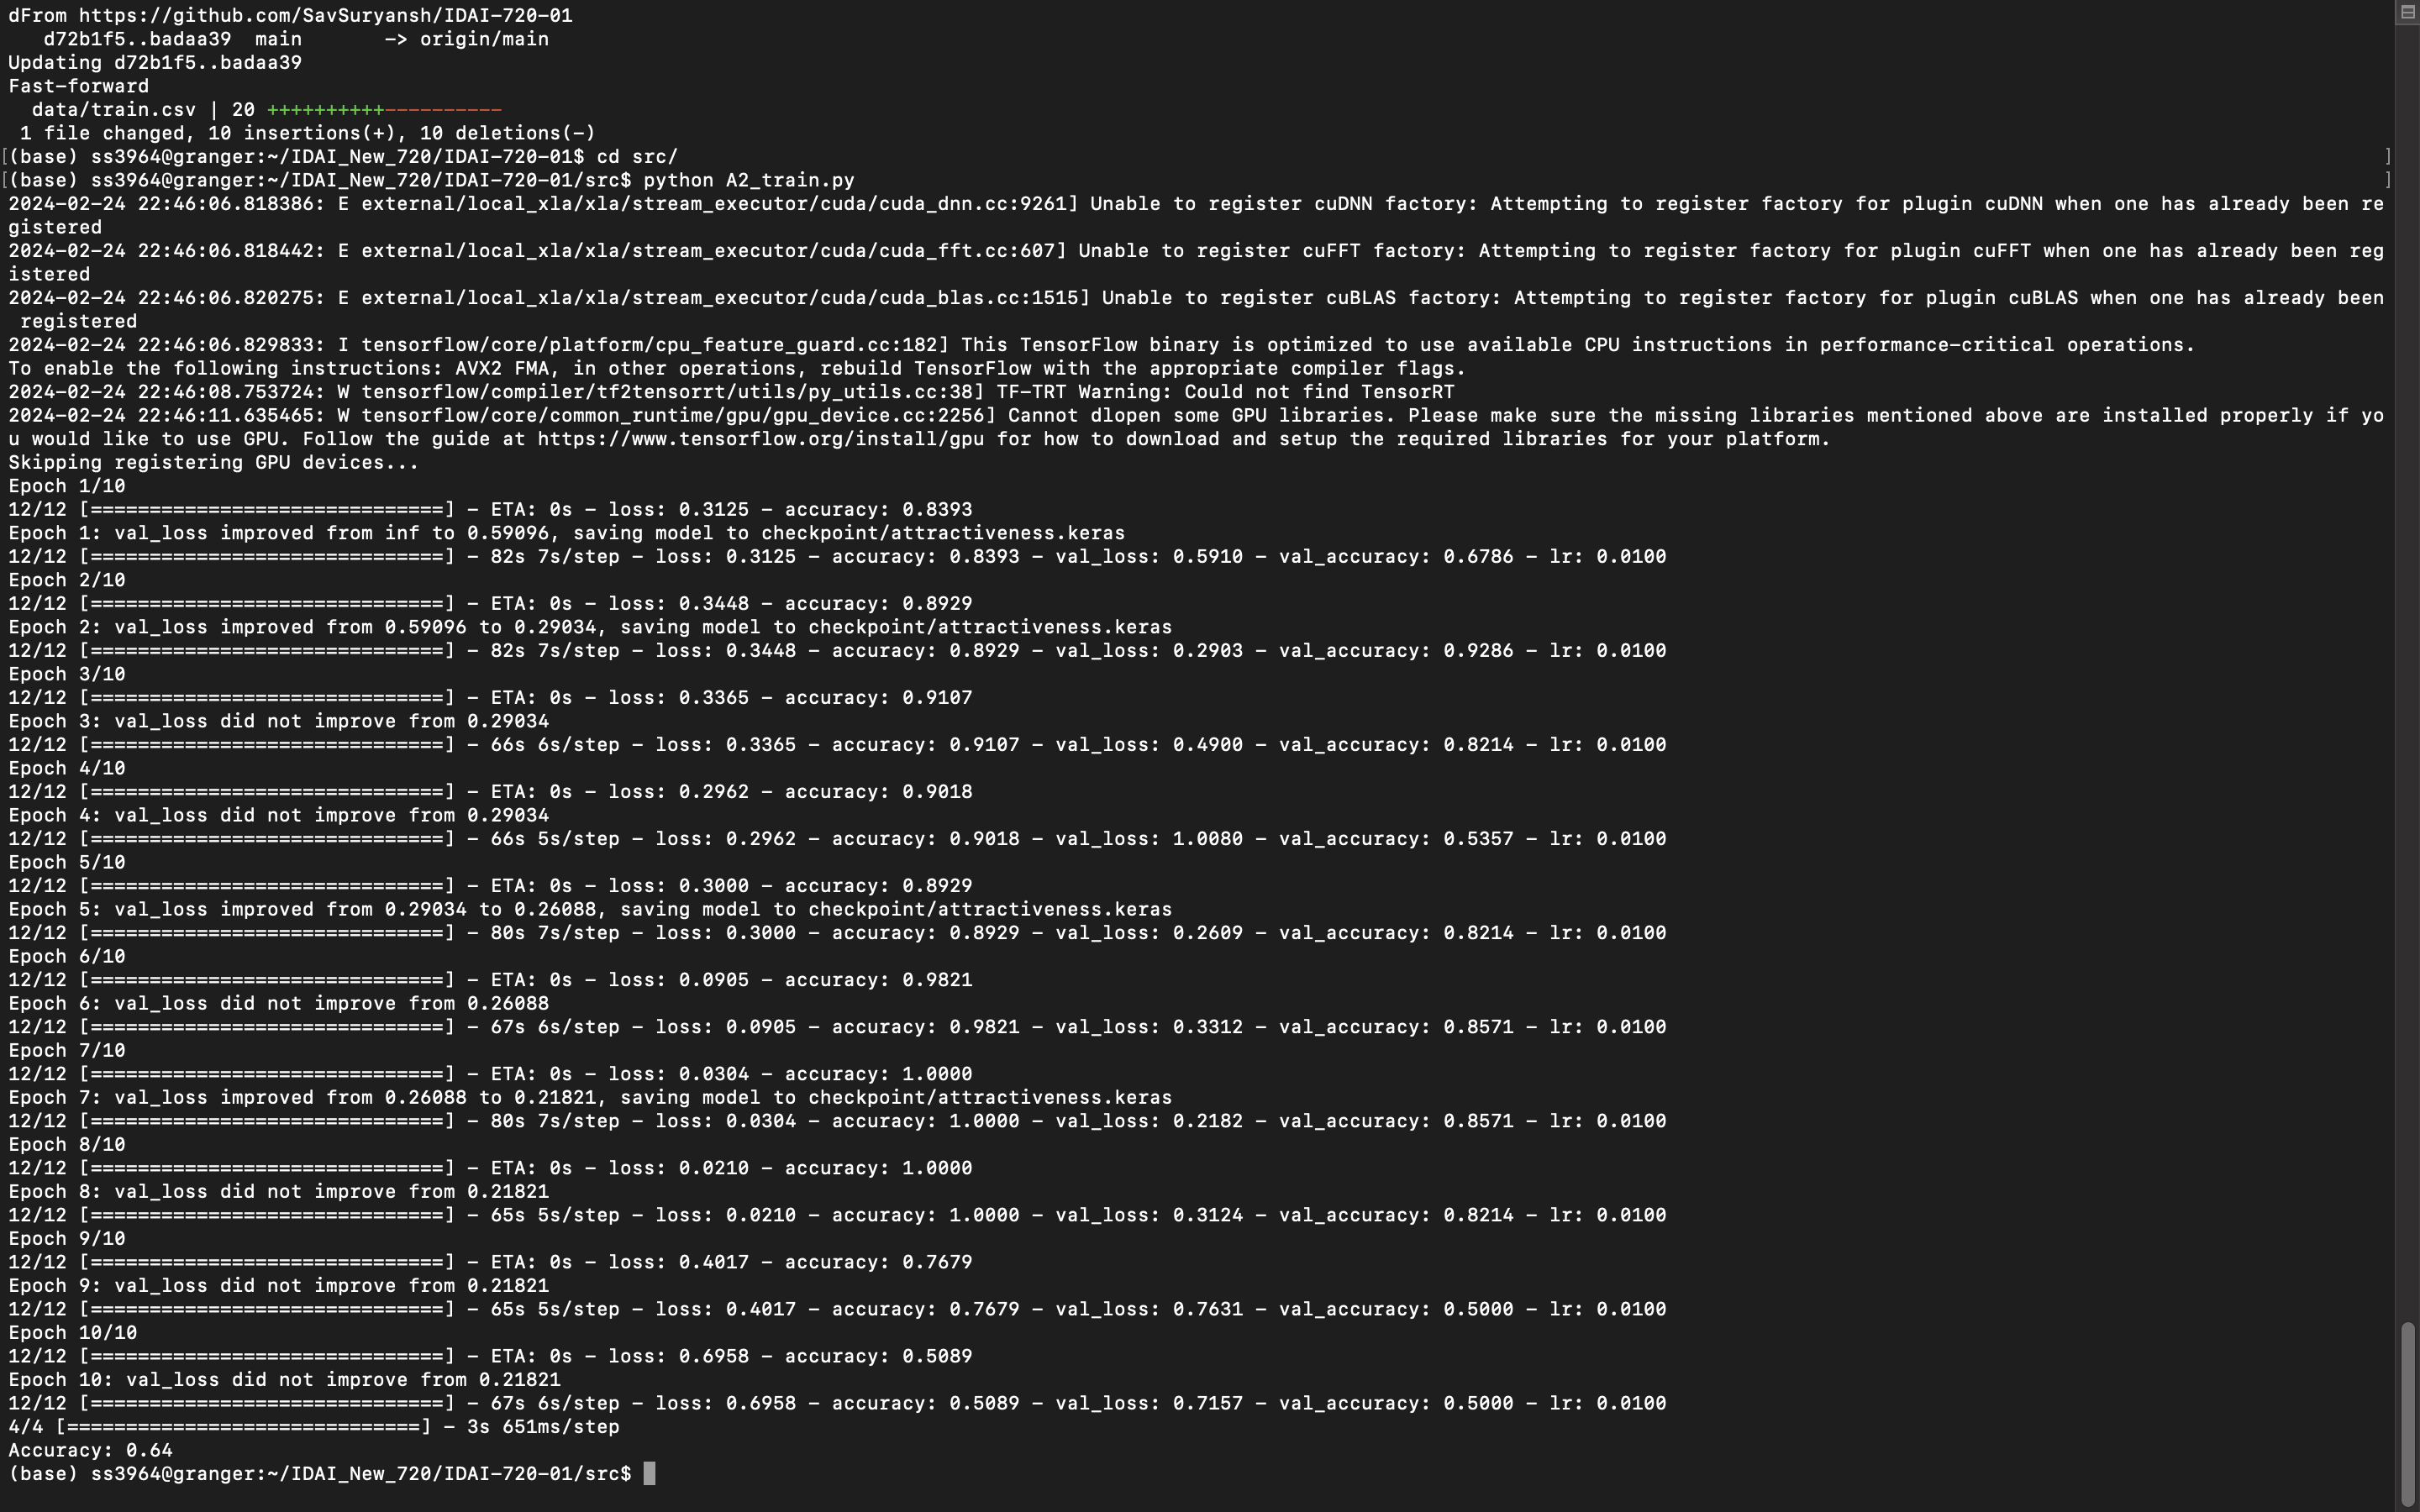 dFrom https://github.com/SavSuryansh/IDAI-720-01
   d72b1f5..badaa39  main       -> origin/main
Updating d72b1f5..badaa39
Fast-forward
  data/train.csv | 20 ++++++++++----------
 1 file changed, 10 insertions(+), 10 deletions(-)
[(base) ss3964@granger:~/IDAI_New_720/IDAI-720-01$ cd src/ ]
[(base) ss3964@granger:~/IDAI_New_720/IDAI-720-01/src$ python A2_train.py ]
2024-02-24 22:46:06.818386: E external/local_xla/xla/stream_executor/cuda/cuda_dnn.cc:9261] Unable to register cuDNN factory: Attempting to register factory for plugin cuDNN when one has already been re
gistered
2024-02-24 22:46:06.818442: E external/local_xla/xla/stream_executor/cuda/cuda_fft.cc:607] Unable to register cuFFT factory: Attempting to register factory for plugin cuFFT when one has already been reg
istered
2024-02-24 22:46:06.820275: E external/local_xla/xla/stream_executor/cuda/cuda_blas.cc:1515] Unable to register cuBLAS factory: Attempting to register factory for plugin cuBLAS when one has already been
 registered
2024-02-24 22:46:06.829833: I tensorflow/core/platform/cpu_feature_guard.cc:182] This TensorFlow binary is optimized to use available CPU instructions in performance-critical operations.
To enable the following instructions: AVX2 FMA, in other operations, rebuild TensorFlow with the appropriate compiler flags.
2024-02-24 22:46:08.753724: W tensorflow/compiler/tf2tensorrt/utils/py_utils.cc:38] TF-TRT Warning: Could not find TensorRT
2024-02-24 22:46:11.635465: W tensorflow/core/common_runtime/gpu/gpu_device.cc:2256] Cannot dlopen some GPU libraries. Please make sure the missing libraries mentioned above are installed properly if yo
u would like to use GPU. Follow the guide at https://www.tensorflow.org/install/gpu for how to download and setup the required libraries for your platform.
Skipping registering GPU devices...
Epoch 1/10
12/12 [==============================] - ETA: 0s - loss: 0.3125 - accuracy: 0.8393
Epoch 1: val_loss improved from inf to 0.59096, saving model to checkpoint/attractiveness.keras
12/12 [==============================] - 82s 7s/step - loss: 0.3125 - accuracy: 0.8393 - val_loss: 0.5910 - val_accuracy: 0.6786 - lr: 0.0100
Epoch 2/10
12/12 [==============================] - ETA: 0s - loss: 0.3448 - accuracy: 0.8929
Epoch 2: val_loss improved from 0.59096 to 0.29034, saving model to checkpoint/attractiveness.keras
12/12 [==============================] - 82s 7s/step - loss: 0.3448 - accuracy: 0.8929 - val_loss: 0.2903 - val_accuracy: 0.9286 - lr: 0.0100
Epoch 3/10
12/12 [==============================] - ETA: 0s - loss: 0.3365 - accuracy: 0.9107
Epoch 3: val_loss did not improve from 0.29034
12/12 [==============================] - 66s 6s/step - loss: 0.3365 - accuracy: 0.9107 - val_loss: 0.4900 - val_accuracy: 0.8214 - lr: 0.0100
Epoch 4/10
12/12 [==============================] - ETA: 0s - loss: 0.2962 - accuracy: 0.9018
Epoch 4: val_loss did not improve from 0.29034
12/12 [==============================] - 66s 5s/step - loss: 0.2962 - accuracy: 0.9018 - val_loss: 1.0080 - val_accuracy: 0.5357 - lr: 0.0100
Epoch 5/10
12/12 [==============================] - ETA: 0s - loss: 0.3000 - accuracy: 0.8929
Epoch 5: val_loss improved from 0.29034 to 0.26088, saving model to checkpoint/attractiveness.keras
12/12 [==============================] - 80s 7s/step - loss: 0.3000 - accuracy: 0.8929 - val_loss: 0.2609 - val_accuracy: 0.8214 - lr: 0.0100
Epoch 6/10
12/12 [==============================] - ETA: 0s - loss: 0.0905 - accuracy: 0.9821
Epoch 6: val_loss did not improve from 0.26088
12/12 [==============================] - 67s 6s/step - loss: 0.0905 - accuracy: 0.9821 - val_loss: 0.3312 - val_accuracy: 0.8571 - lr: 0.0100
Epoch 7/10
12/12 [==============================] - ETA: 0s - loss: 0.0304 - accuracy: 1.0000
Epoch 7: val_loss improved from 0.26088 to 0.21821, saving model to checkpoint/attractiveness.keras
12/12 [==============================] - 80s 7s/step - loss: 0.0304 - accuracy: 1.0000 - val_loss: 0.2182 - val_accuracy: 0.8571 - lr: 0.0100
Epoch 8/10
12/12 [==============================] - ETA: 0s - loss: 0.0210 - accuracy: 1.0000
Epoch 8: val_loss did not improve from 0.21821
12/12 [==============================] - 65s 5s/step - loss: 0.0210 - accuracy: 1.0000 - val_loss: 0.3124 - val_accuracy: 0.8214 - lr: 0.0100
Epoch 9/10
12/12 [==============================] - ETA: 0s - loss: 0.4017 - accuracy: 0.7679
Epoch 9: val_loss did not improve from 0.21821
12/12 [==============================] - 65s 5s/step - loss: 0.4017 - accuracy: 0.7679 - val_loss: 0.7631 - val_accuracy: 0.5000 - lr: 0.0100
Epoch 10/10
12/12 [==============================] - ETA: 0s - loss: 0.6958 - accuracy: 0.5089
Epoch 10: val_loss did not improve from 0.21821
12/12 [==============================] - 67s 6s/step - loss: 0.6958 - accuracy: 0.5089 - val_loss: 0.7157 - val_accuracy: 0.5000 - lr: 0.0100
4/4 [==============================] - 3s 651ms/step
Accuracy: 0.64
(base) ss3964@granger:~/IDAI_New_720/IDAI-720-01/src$